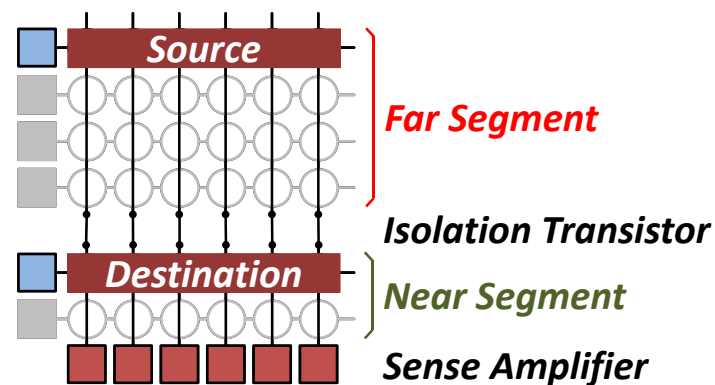 Source
Far Segment
Isolation Transistor
Destination
Near Segment
Sense Amplifier